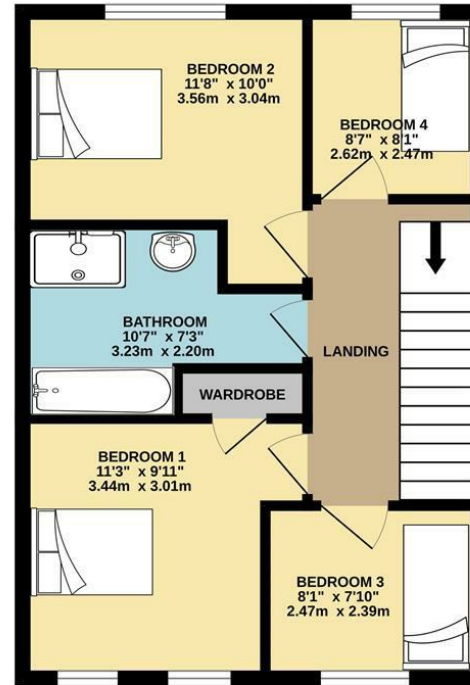 BEDROOM 2
11'8" x 10'0"
3.56m x 3.04m
BEDROOM 4
8'7" x 8'1"
2.62m x 2.47m
BATHROOM
10'7" x 7'3"
3.23m x 2.20m
LANDING
WARDROBE
BEDROOM 1
11'3" x 9'11"
3.44m x 3.01m
BEDROOM 3
8'1" x 7'10"
2.47m x 2.39m